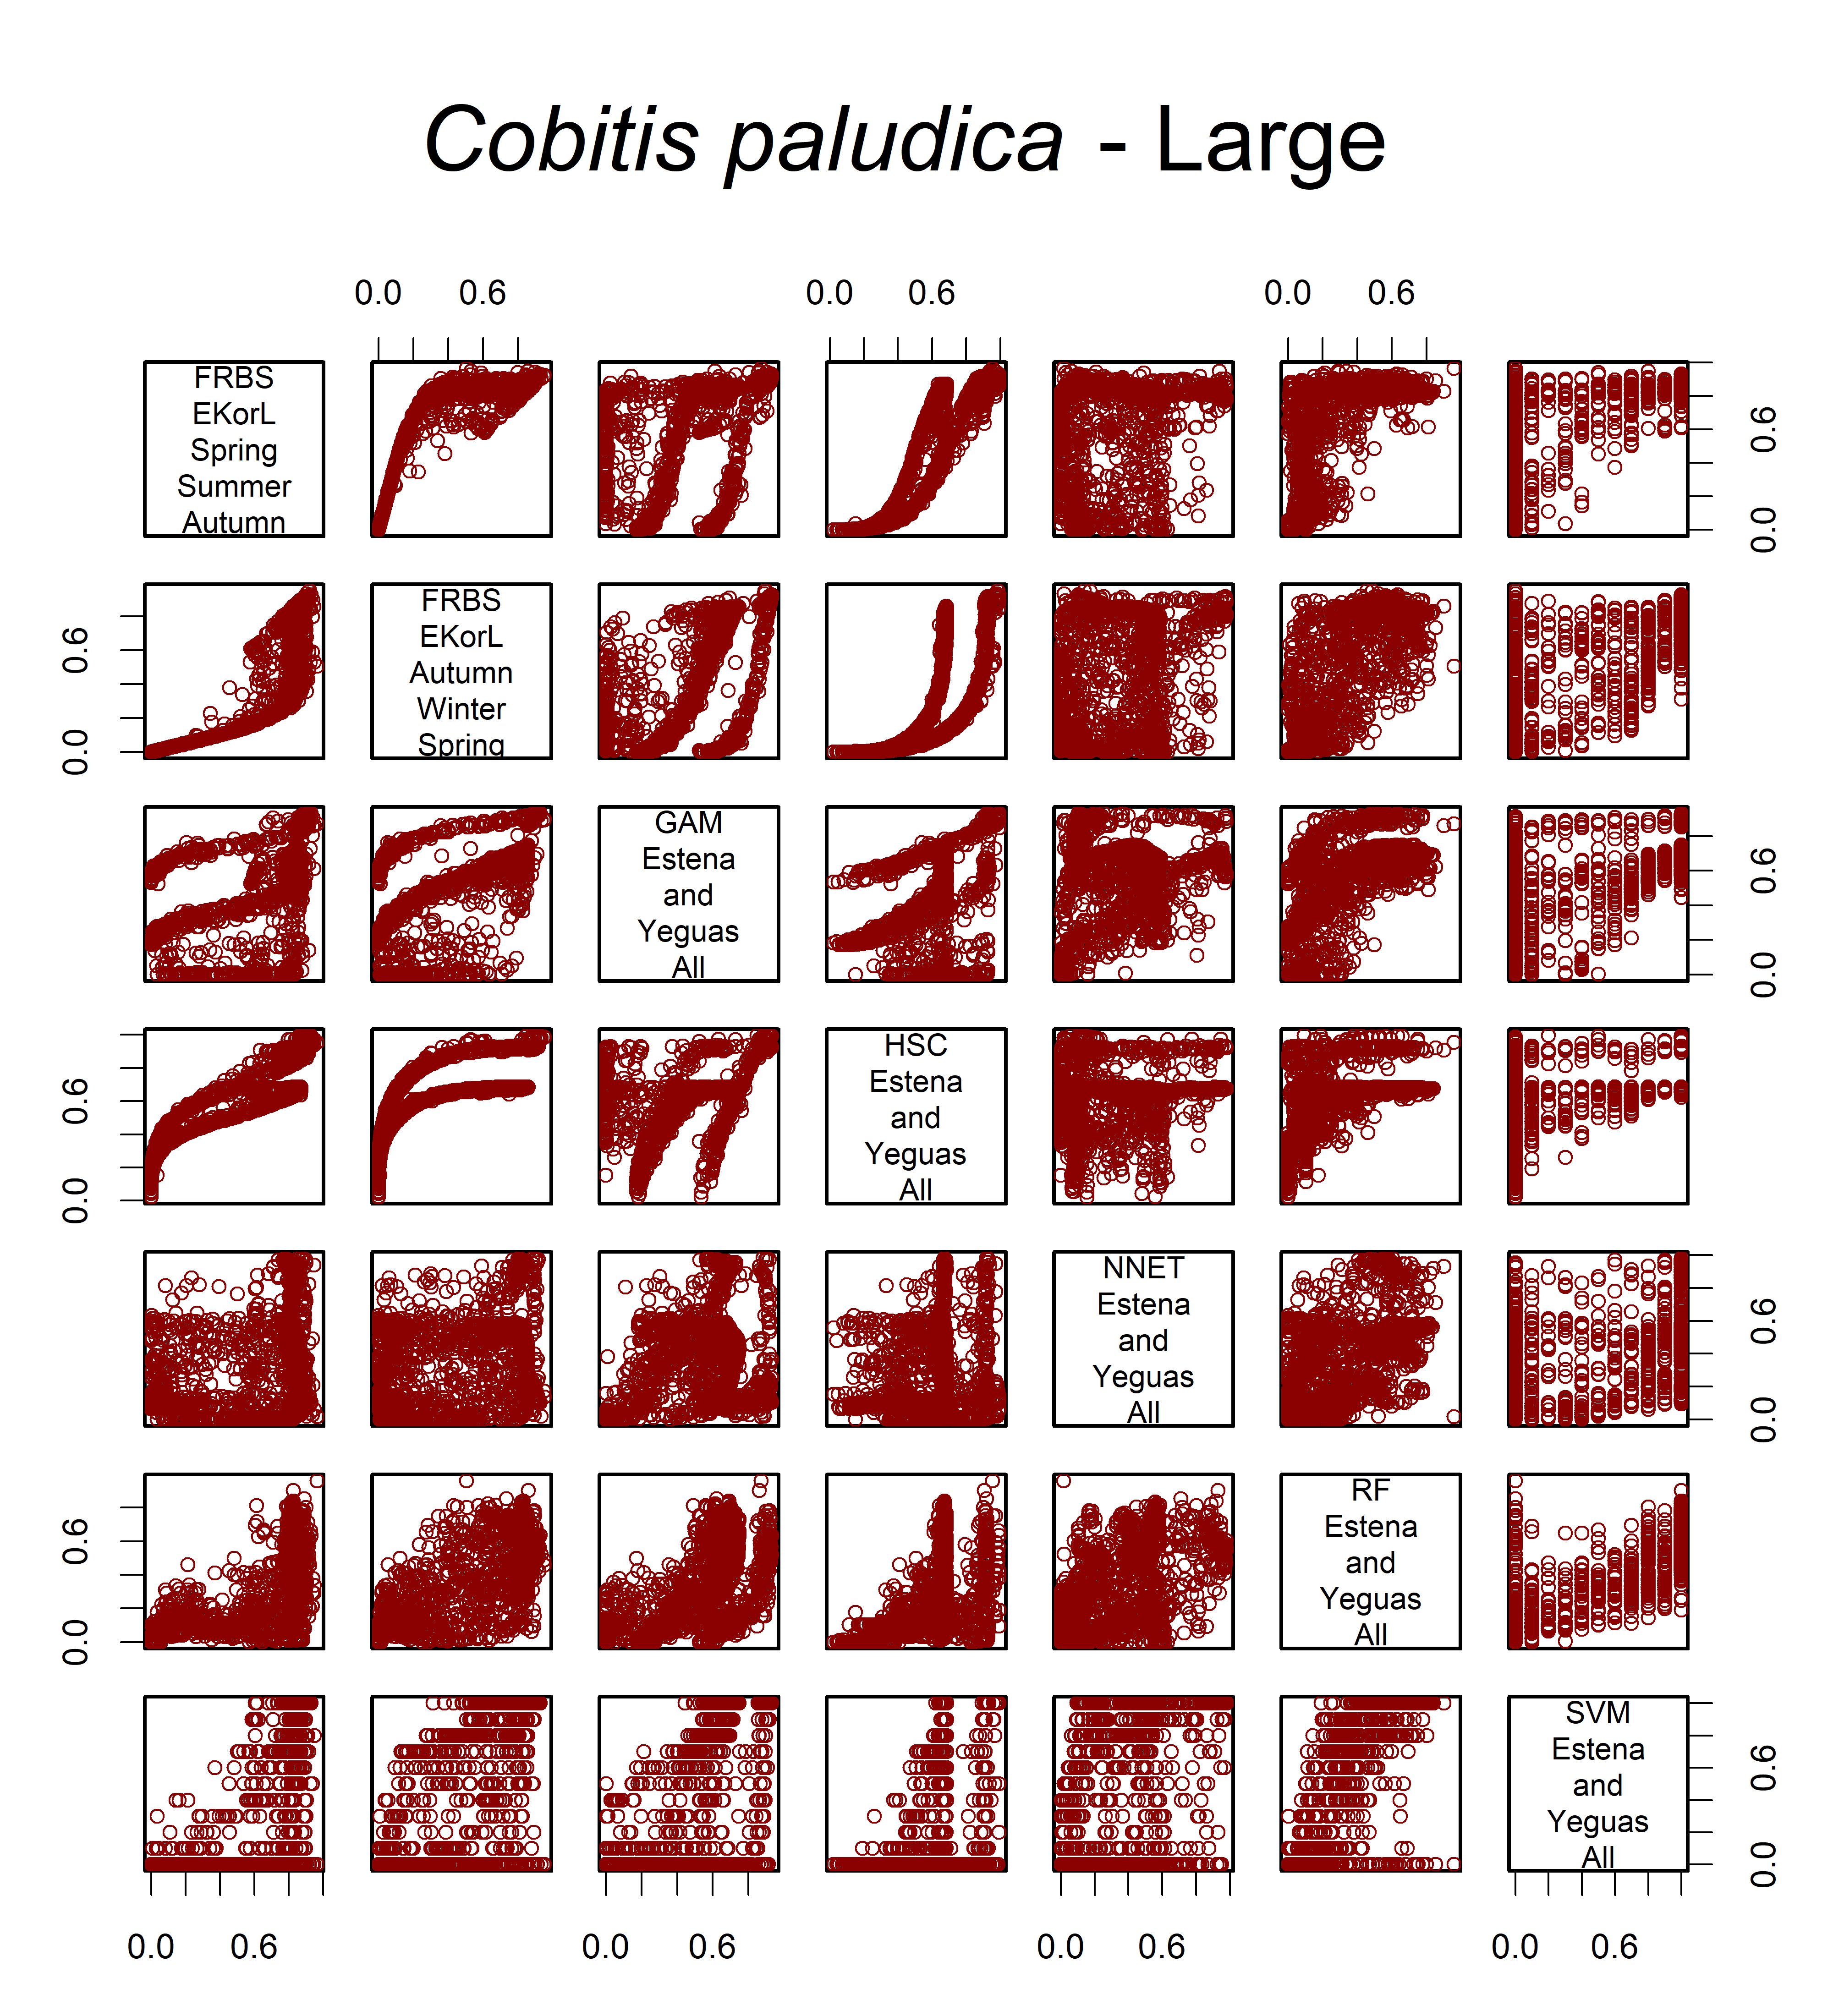 Cobitis paludica - Large
0.0 0.6 0.0 0.6 0.0 0.6
FRBS
EKorL
Spring
Summer
Autumn
0.6
0.0
FRBS
EKorL
Autumn
Winter
Spring
0.6
0.0
GAM
Estena
and
Yeguas
All
0.6
0.0
HSC
Estena
and
Yeguas
All
0.6
0.0
NNET
Estena
and
Yeguas
All
0.6
0.0
RF
Estena
and
Yeguas
All
0.6
0.0
SVM
Estena
and
Yeguas
All
0.6
0.0
0.0 0.6 0.0 0.6 0.0 0.6 0.0 0.6